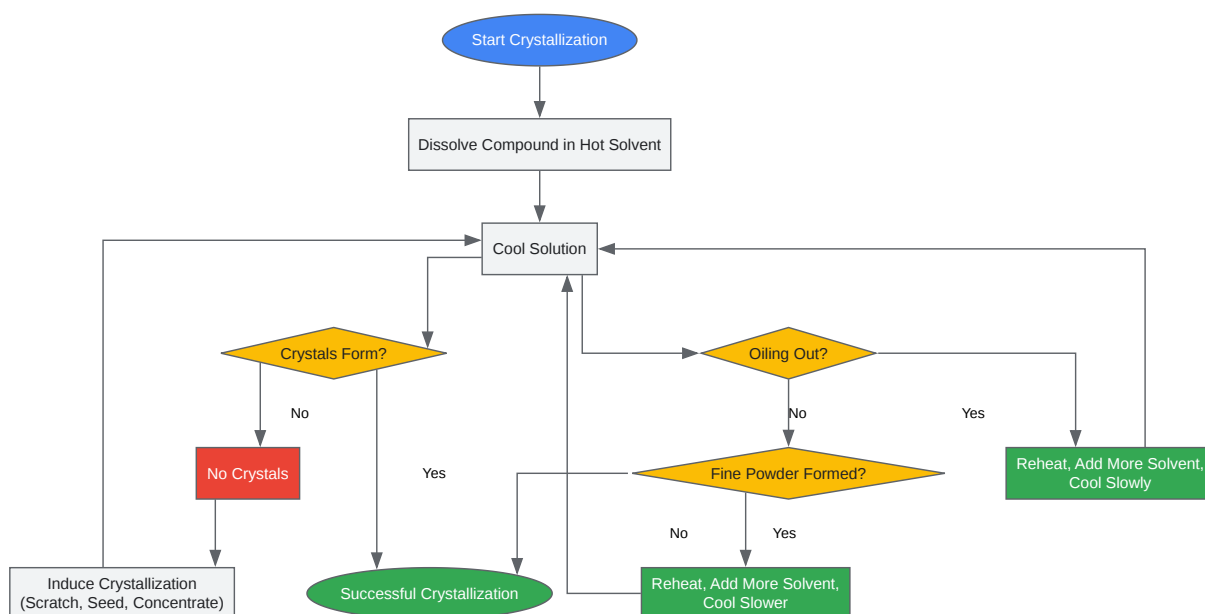 Start Crystallization
Dissolve Compound in Hot Solvent
Cool Solution
Crystals Form?
Oiling Out?
No
No
Yes
No Crystals
Yes
Fine Powder Formed?
Reheat, Add More Solvent,
Cool Slowly
No
Yes
Induce Crystallization
(Scratch, Seed, Concentrate)
Successful Crystallization
Reheat, Add More Solvent,
Cool Slower